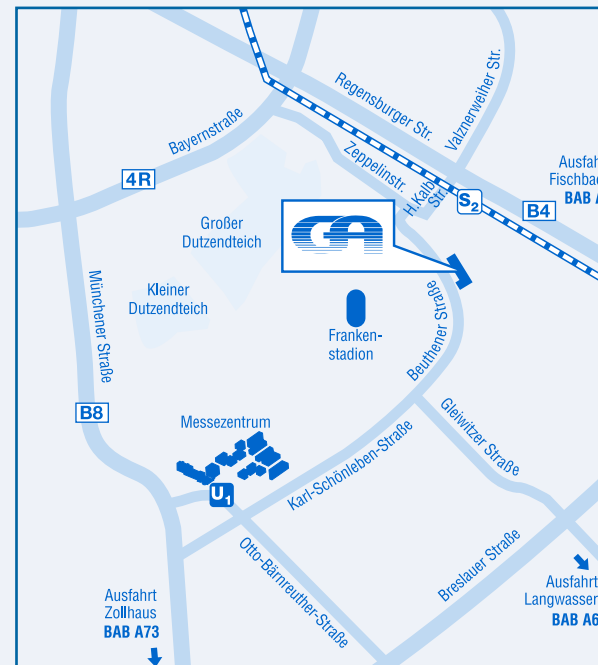 Regensburger Str.
Valznerweiher Str.
Bayernstraße
Zeppelinstr.
H.Kalb
Str.
S2
B4
Ausfah
Fischbac
BAB A
4R
Großer
Dutzendteich
GA
Kleiner
Dutzendteich
Münchener Straße
Franken-
stadion
Beuthener Straße
B8
Messezentrum
Gleiwitzer Straße
Karl-Schönleben-Straße
U1
Otto-Bärnreuther-Straße
Breslauer Straße
Ausfahrt
Zollhaus
BAB A73
Ausfahrt
Langwasser
BAB A6